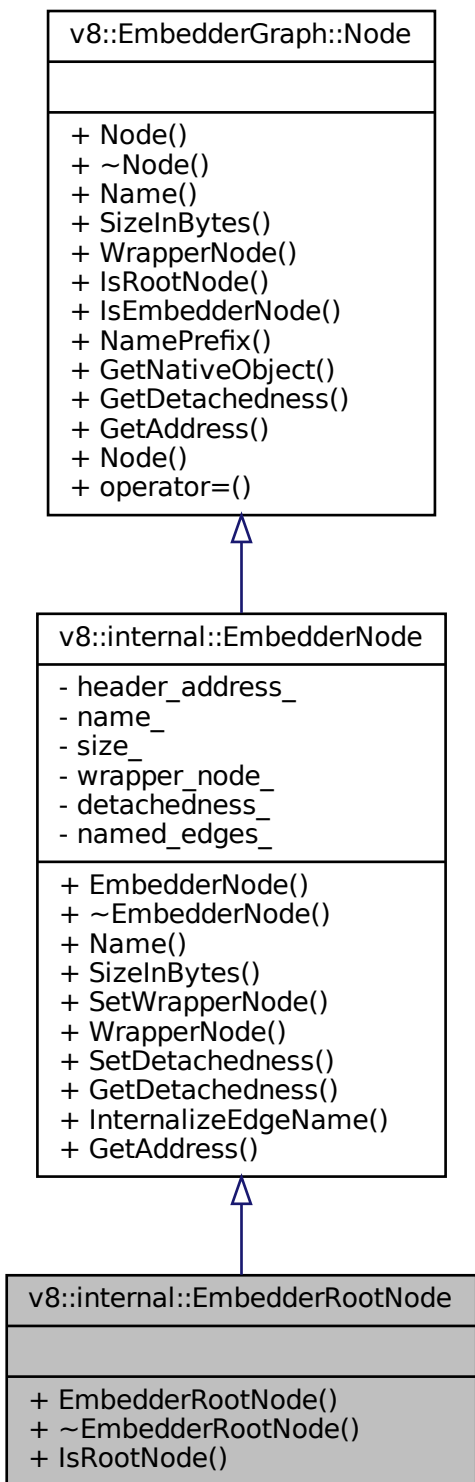 v8::EmbedderGraph::Node
+ Node()
+ ~Node()
+ Name()
+ SizeInBytes()
+ WrapperNode()
+ IsRootNode()
+ IsEmbedderNode()
+ NamePrefix()
+ GetNativeObject()
+ GetDetachedness()
+ GetAddress()
+ Node()
+ operator=()
v8::internal::EmbedderNode
- header_address_
- name_
- size_
- wrapper_node_
- detachedness_
- named_edges_
+ EmbedderNode()
+ ~EmbedderNode()
+ Name()
+ SizeInBytes()
+ SetWrapperNode()
+ WrapperNode()
+ SetDetachedness()
+ GetDetachedness()
+ InternalizeEdgeName()
+ GetAddress()
v8::internal::EmbedderRootNode
+ EmbedderRootNode()
+ ~EmbedderRootNode()
+ IsRootNode()